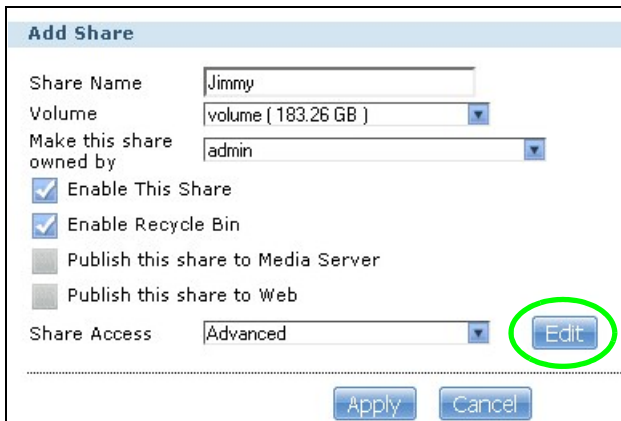 Add Share
Share Name Jimmy
Volume volume ( 183.26 GB )
Make this share
owned by admin
Enable This Share
Enable Recycle Bin
Publish this share to Media Server
Publish this share to Web
Share Access Advanced Edit
Apply Cancel